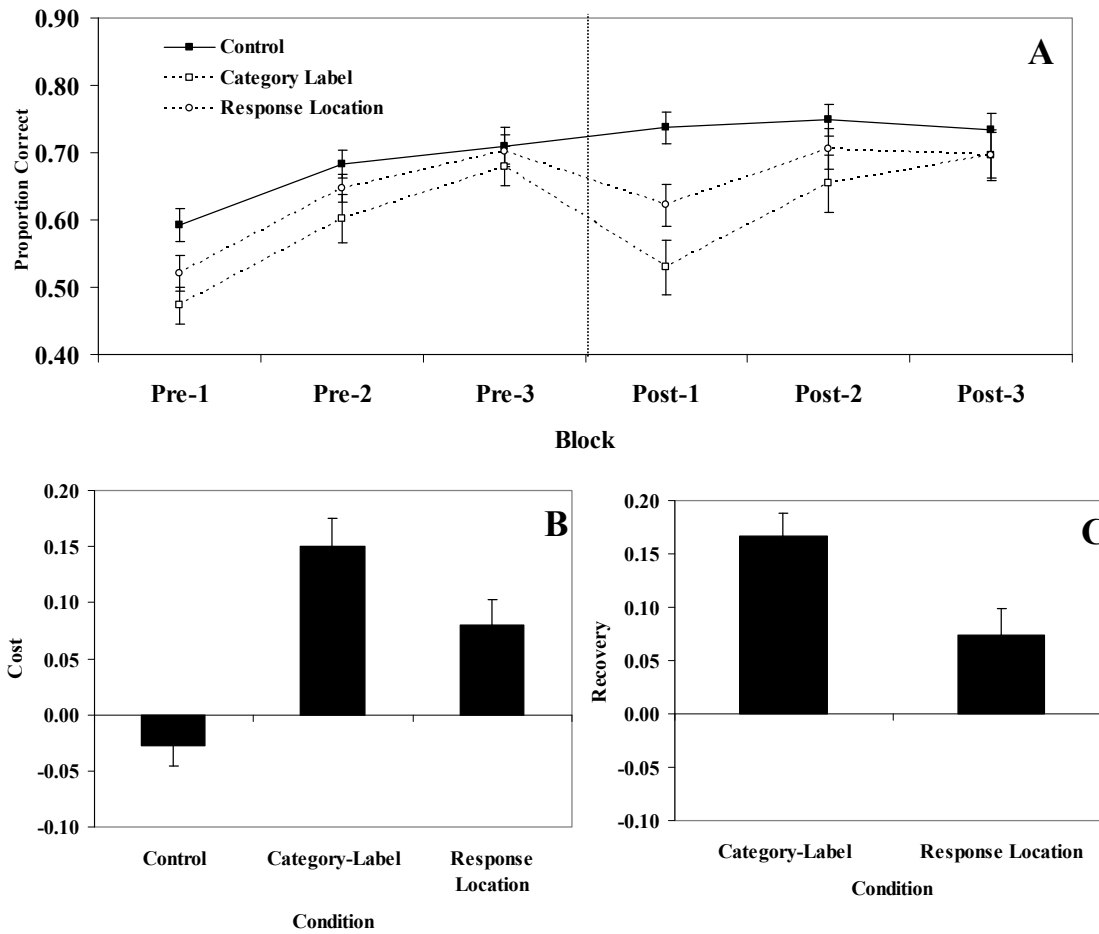 0.90
0.80
0.70
0.60
0.50
0.40
Proportion Correct
Control
Category Label
Response Location
A
Pre-1 Pre-2 Pre-3 Post-1 Post-2 Post-3
Block
0.20
0.15
0.10
0.05
0.00
-0.05
-0.10
Cost
B
Control Category-Label Response
Location
Condition
0.20
0.15
0.10
0.05
0.00
-0.05
-0.10
Recovery
C
Category-Label Response Location
Condition